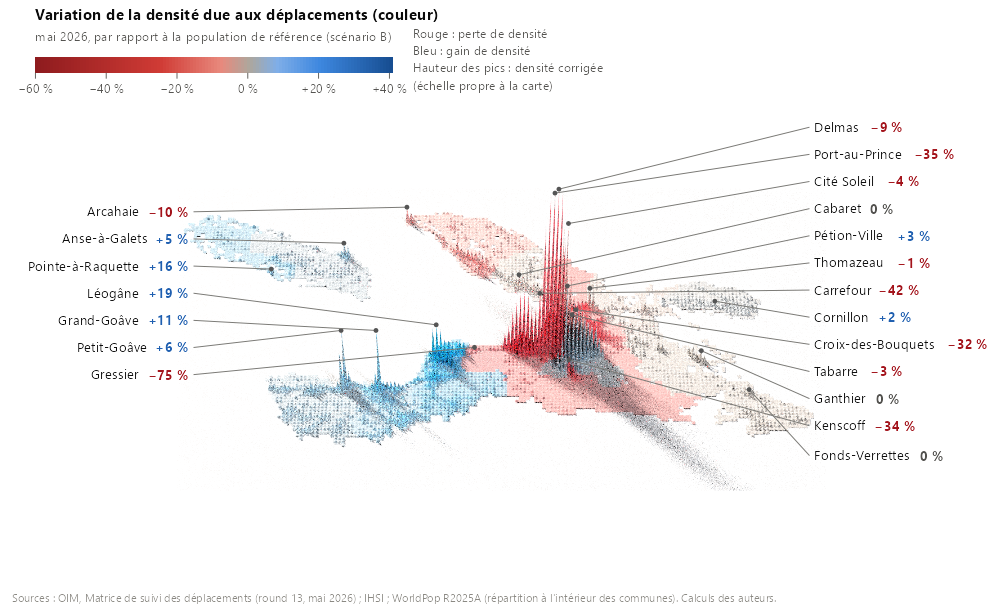 Variation de la densité due aux déplacements (couleur)
mai 2026, par rapport à la population de référence (scénario B)
Rouge : perte de densité
Bleu : gain de densité
Hauteur des pics : densité corrigée
(échelle propre à la carte)
−60 % −40 % −20 % 0 % +20 % +40 %
Delmas −9 %
Port-au-Prince −35 %
Cité Soleil −4 %
Cabaret 0 %
Pétion-Ville +3 %
Thomazeau −1 %
Carrefour −42 %
Cornillon +2 %
Croix-des-Bouquets −32 %
Tabarre −3 %
Ganthier 0 %
Kenscoff −34 %
Fonds-Verrettes 0 %
Arcahaie −10 %
Anse-à-Galets +5 %
Pointe-à-Raquette +16 %
Léogâne +19 %
Grand-Goâve +11 %
Petit-Goâve +6 %
Gressier −75 %
Sources : OIM, Matrice de suivi des déplacements (round 13, mai 2026) ; IHSI ; WorldPop R2025A (répartition à l'intérieur des communes). Calculs des auteurs.